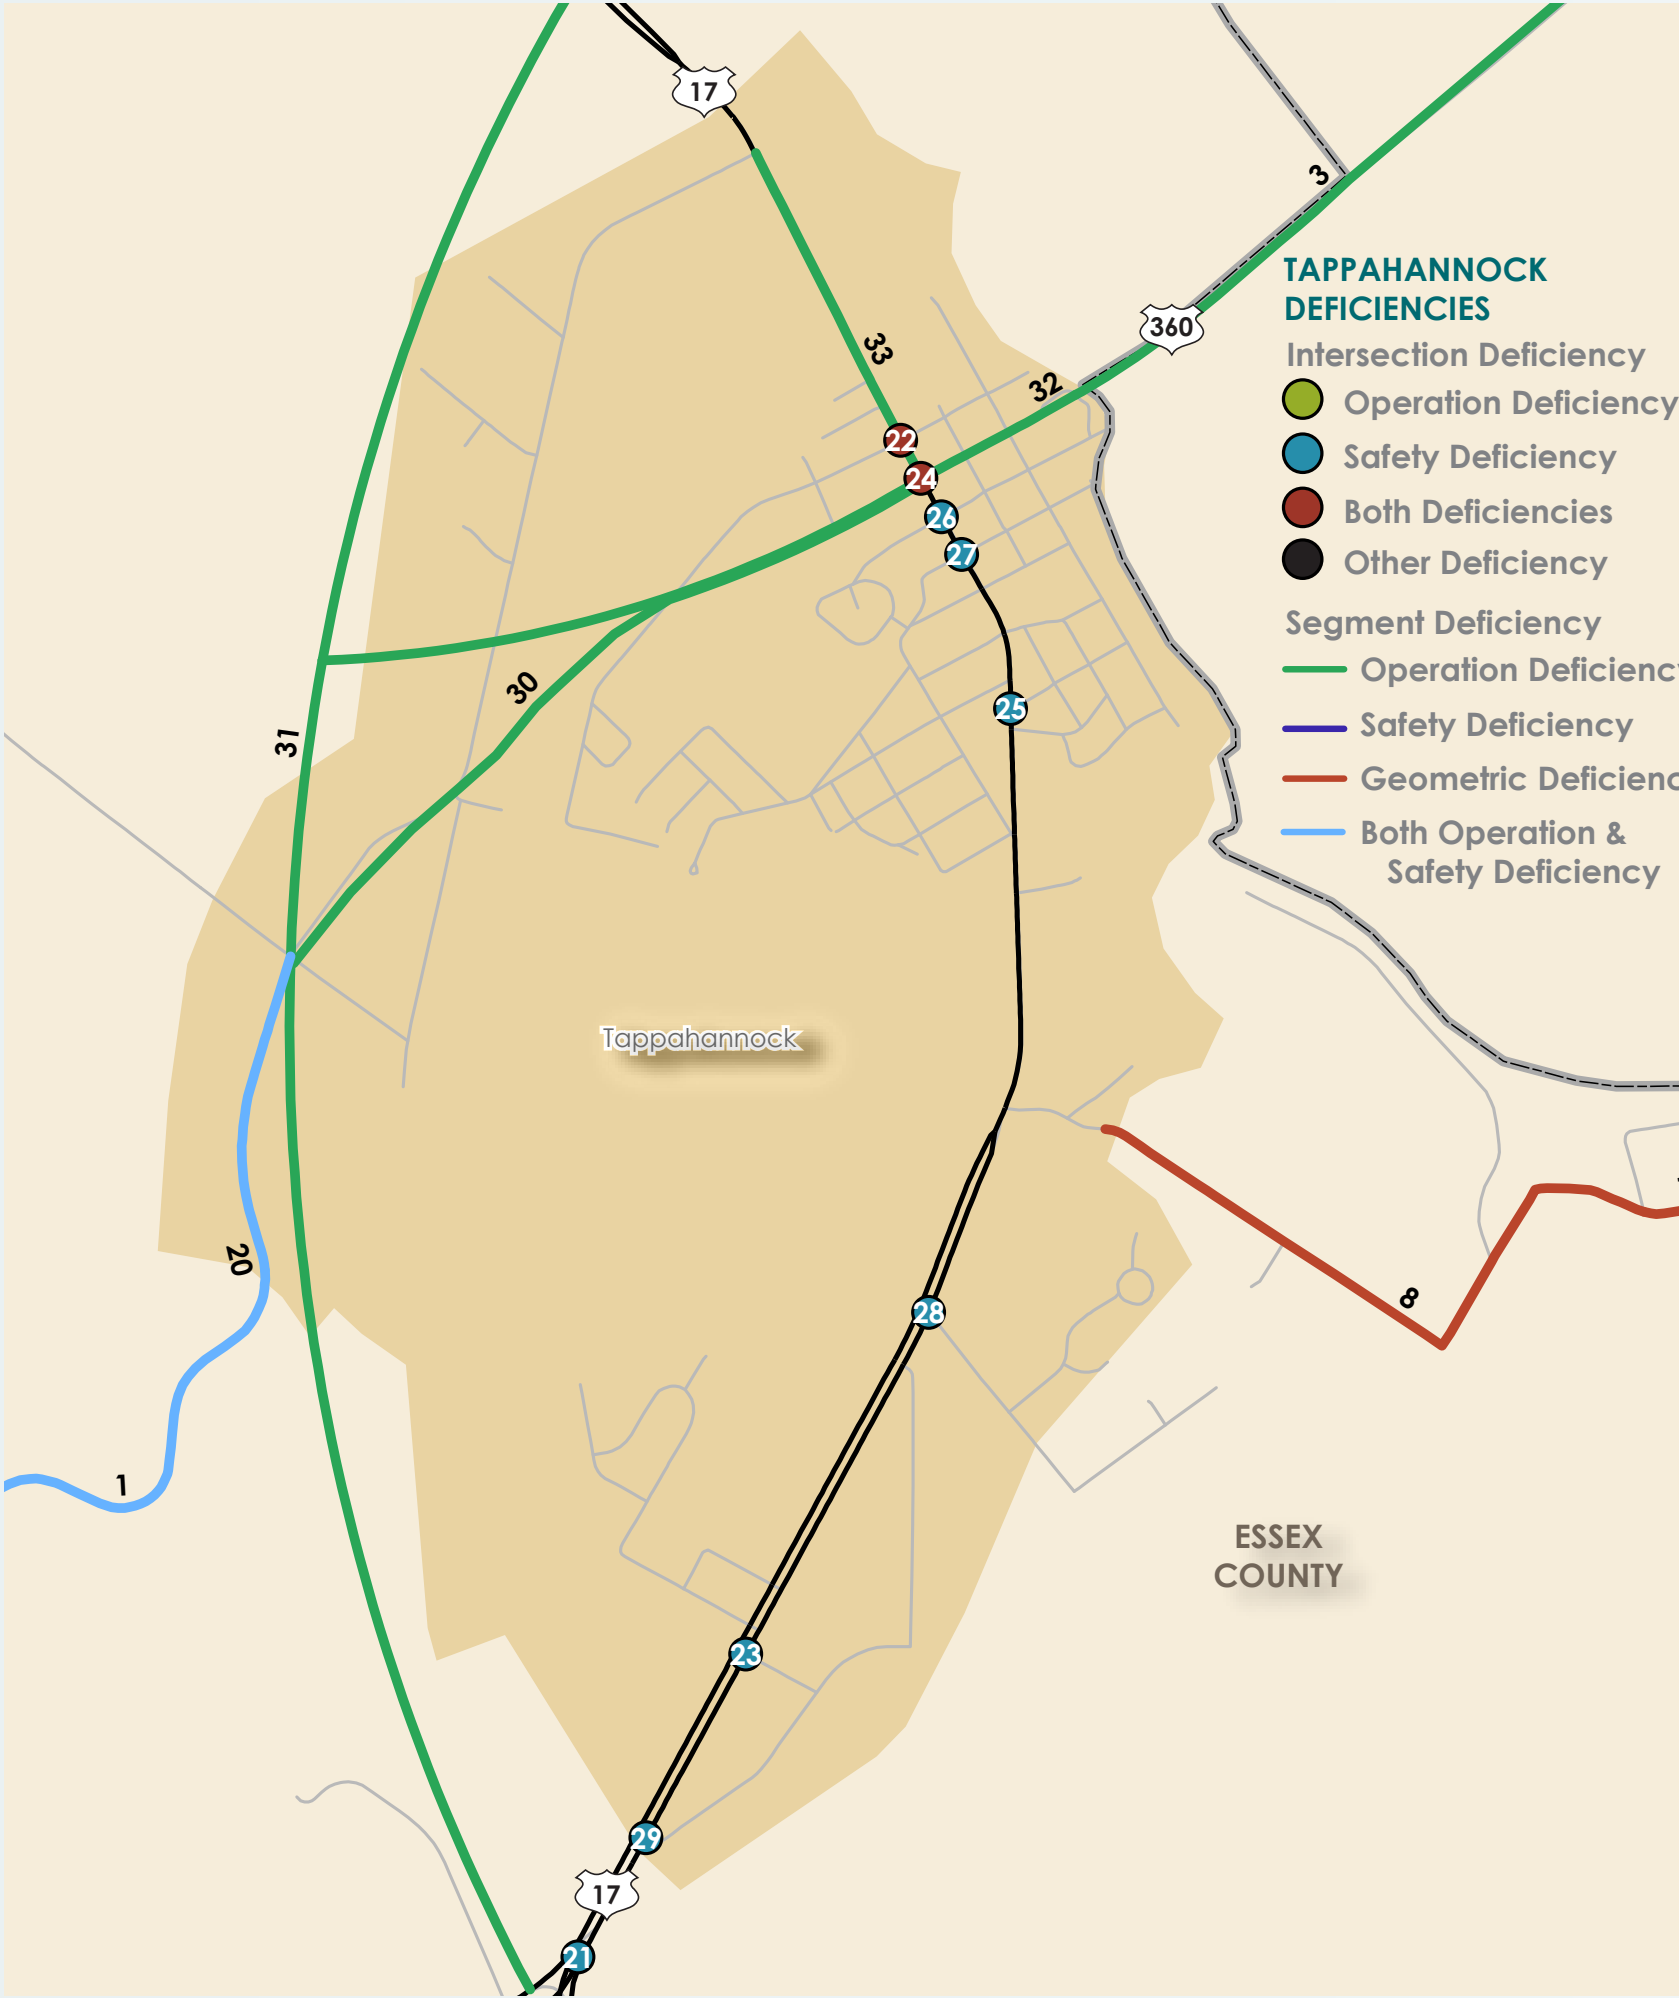 17
3
TAPPAHANNOCK
DEFICIENCIES
360
Intersection Deficiency
33
32
Operation Deficiency
22
Safety Deficiency
24
Both Deficiencies
26
27
Other Deficiency
Segment Deficiency
Operation Deficiency
30
25
31
Safety Deficiency
Geometric Deficienc
Both Operation &
Safety Deficiency
Tappahannock
20
8
28
1
ESSEX
COUNTY
23
29
17
21